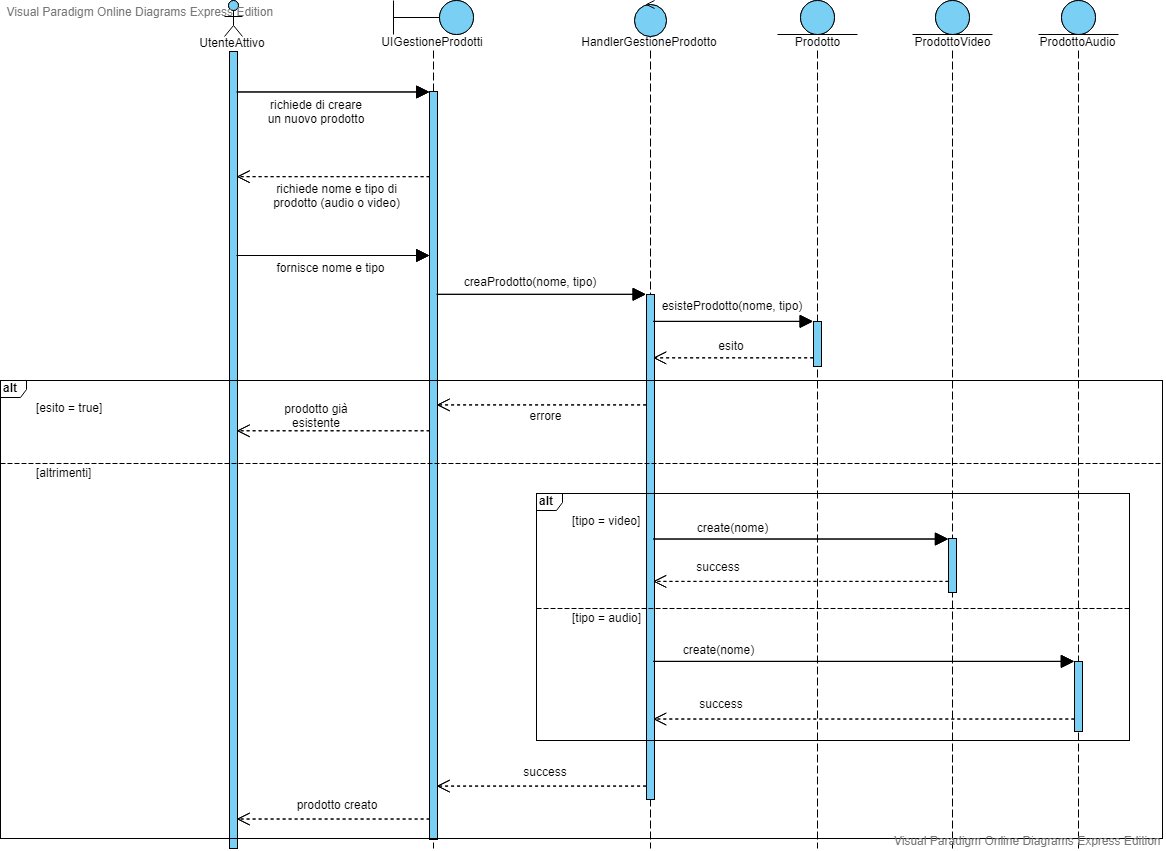 Visual Paradigm Online Diagrams Express Edition
UtenteAttivo
UIGestioneProdotti
HandlerGestioneProdotto
Prodotto
ProdottoVideo
ProdottoAudio
richiede di creare
un nuovo prodotto
richiede nome e tipo di
prodotto (audio o video)
fornisce nome e tipo
creaProdotto(nome, tipo)
esisteProdotto(nome, tipo)
esito
alt
[esito = true]
prodotto già
esistente
errore
[altrimenti]
alt
[tipo = video]
create(nome)
success
[tipo = audio]
create(nome)
success
success
prodotto creato
Visual Paradigm Online Diagrams Express Edition